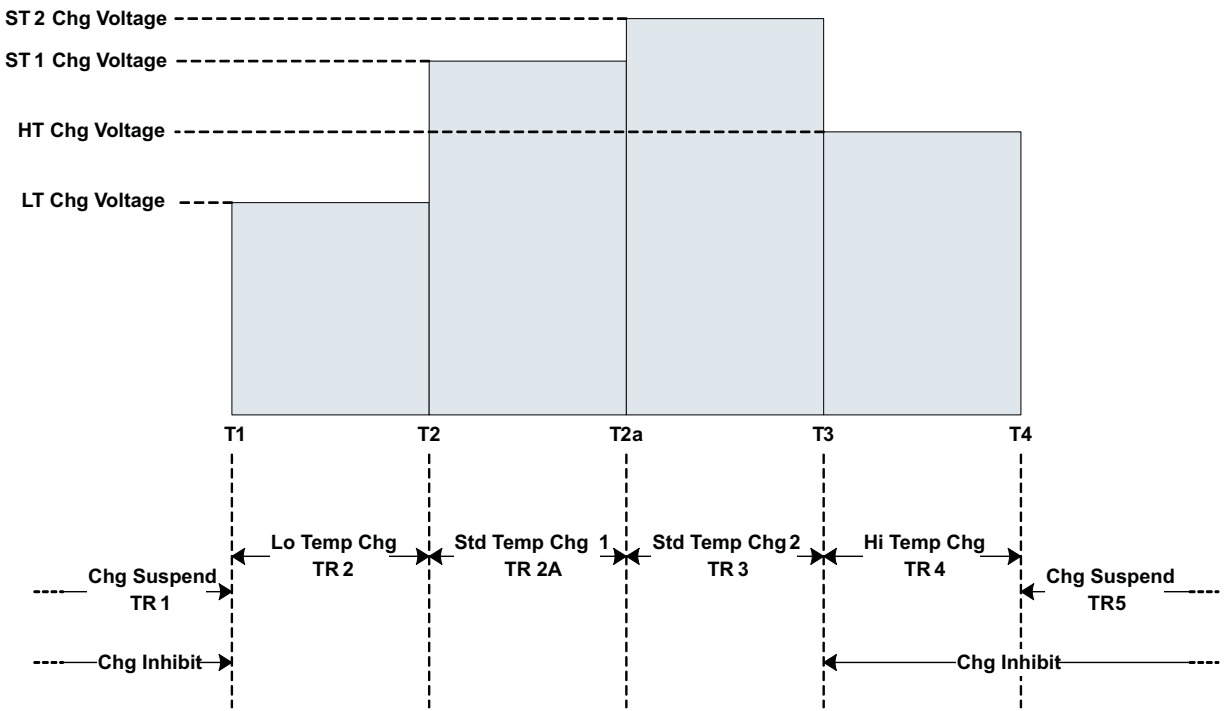 ST 2 Chg Voltage
ST 1 Chg Voltage
HT Chg Voltage
LT Chg Voltage
T1
T2
T2a
T3
T4
Lo Temp Chg
TR 2
Std Temp Chg 1
TR 2A
Std Temp Chg 2
TR 3
Hi Temp Chg
TR 4
Chg Suspend
TR 1
Chg Suspend
TR5
Chg Inhibit
Chg Inhibit